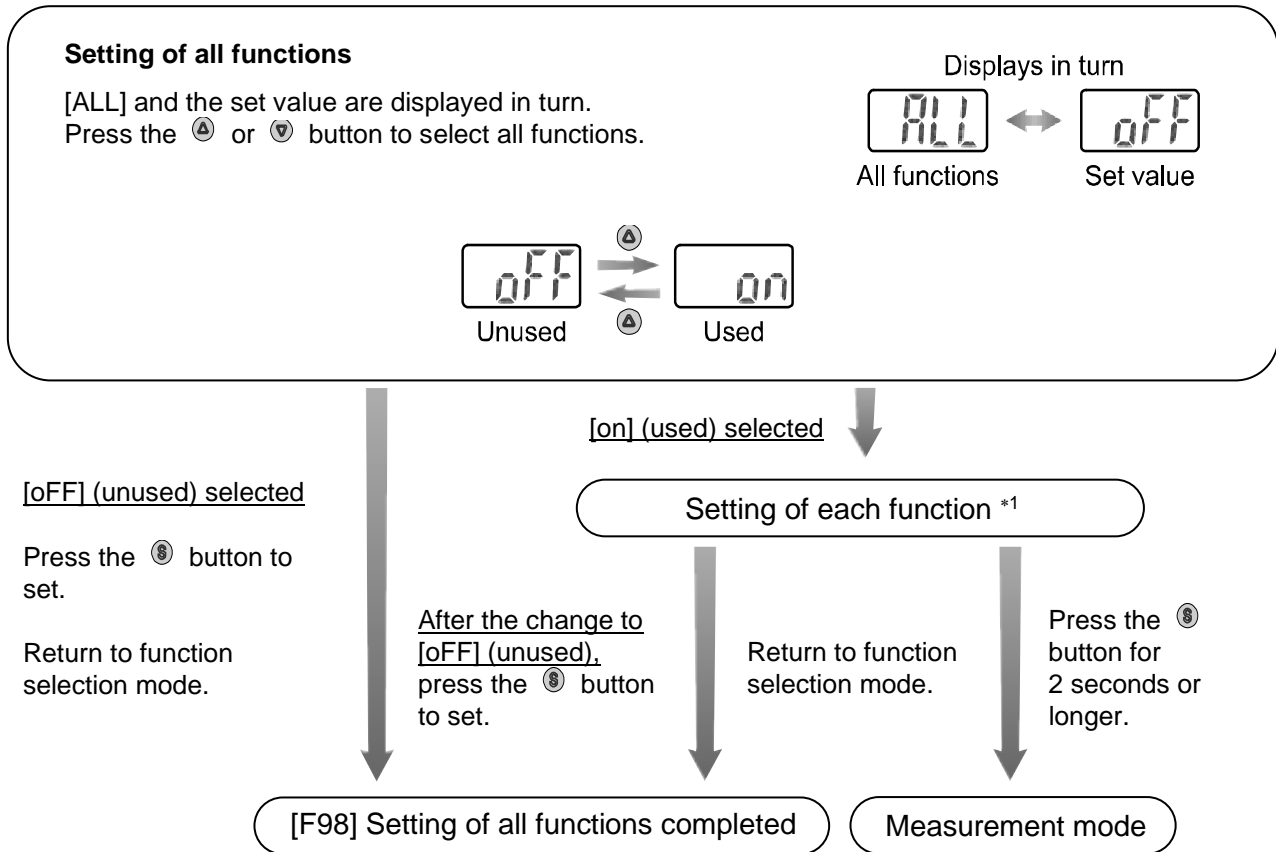 Setting of all functions
[ALL] and the set value are displayed in turn.
Press the or button to select all functions.
Displays in turn
ALL oFF
All functions Set value
oFF on
Unused Used
[on] (used) selected
[oFF] (unused) selected
Press the S button to
set.
Return to function
selection mode.
Setting of each function *1
After the change to
[oFF] (unused),
press the S button
to set.
Return to function
selection mode.
Press the S
button for
2 seconds or
longer.
[F98] Setting of all functions completed
Measurement mode